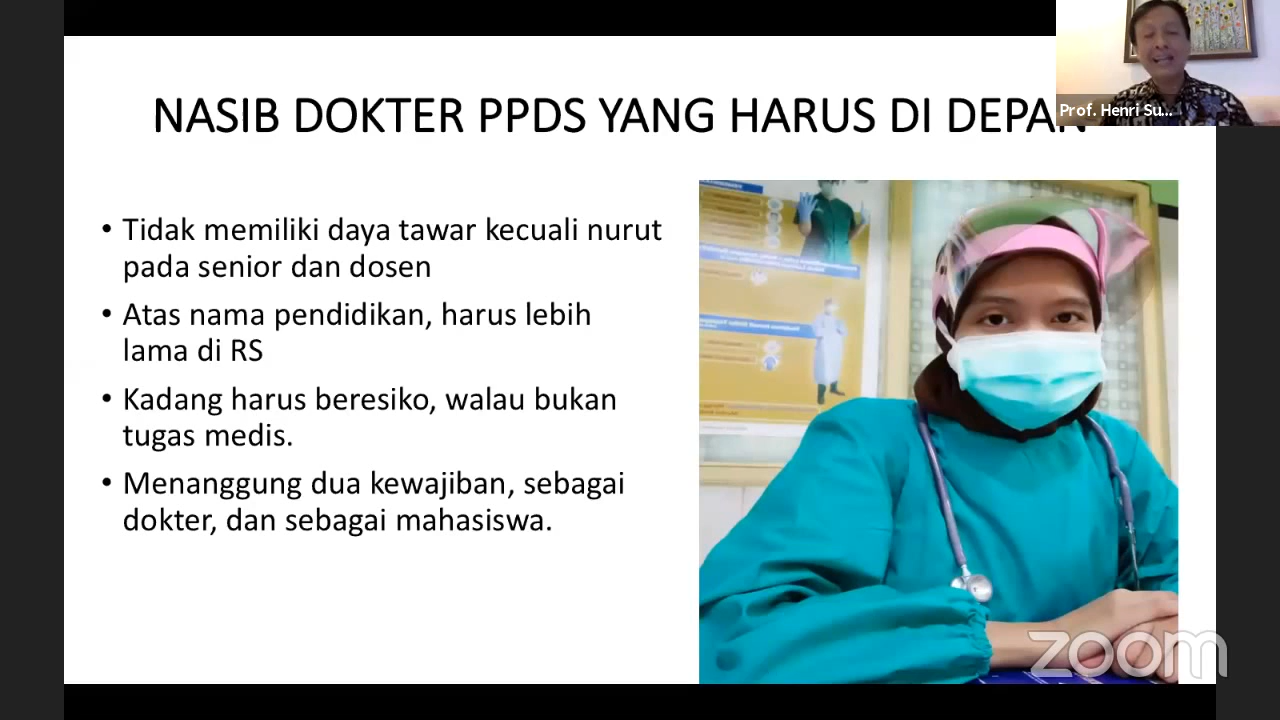 NASIB DOKTER PPDS YANG HARUS DI DEPAN
Prof. Henri Su...
• Tidak memiliki daya tawar kecuali nurut
pada senior dan dosen
• Atas nama pendidikan, harus lebih
lama di RS
• Kadang harus beresiko, walau bukan
tugas medis.
• Menanggung dua kewajiban, sebagai
dokter, dan sebagai mahasiswa.
zoom